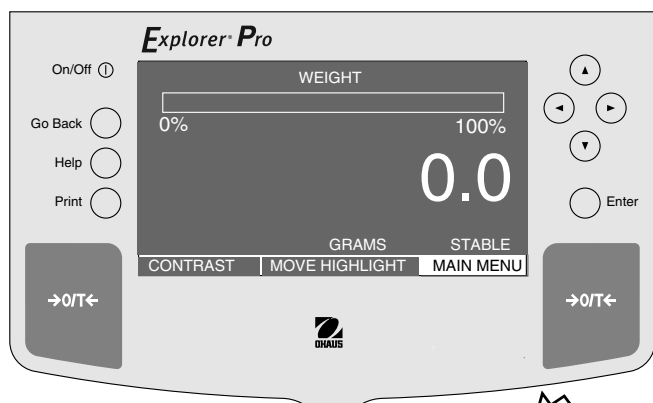 Explorer® Pro
On/Off
WEIGHT
0% 100%
Go Back
Help
Print
0.0
Enter
GRAMS STABLE
CONTRAST MOVE HIGHLIGHT MAIN MENU
→0/T← →0/T←
OHAUS